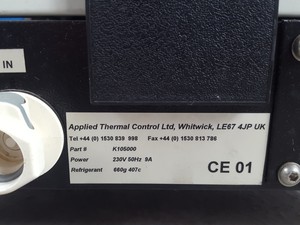 IN
Applied Thermal Control Ltd, Whitwick, LE67 4JP UK
Tel +44 (0) 1530 839 998 Fax +44 (0) 1530 813 786
Part # K105000
Power 230V 50Hz 8A
Refrigerant 660g 407c
CE 01